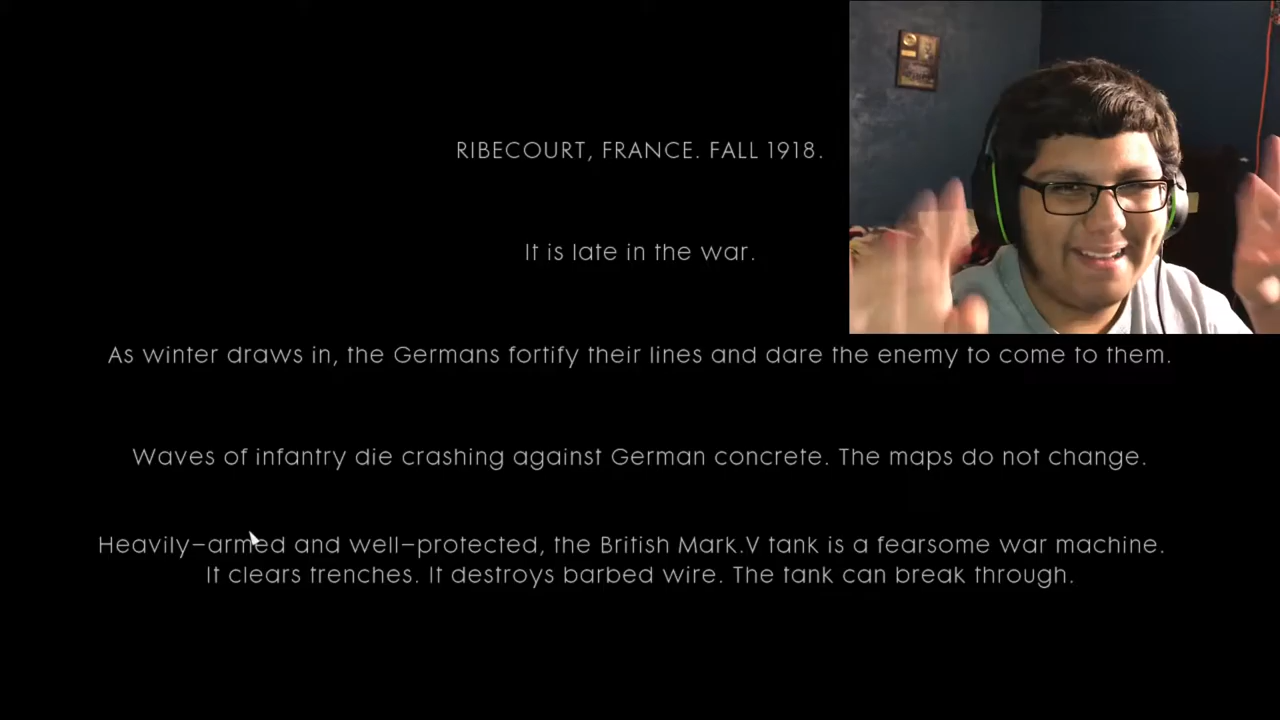 RIBECOURT, FRANCE. FALL 1918.
It is late in the war.
As winter draws in, the Germans fortify their lines and dare the enemy to come to them.
Waves of infantry die crashing against German concrete. The maps do not change.
Heavily-armed and well-protected, the British Mark.V tank is a fearsome war machine.
It clears trenches. It destroys barbed wire. The tank can break through.